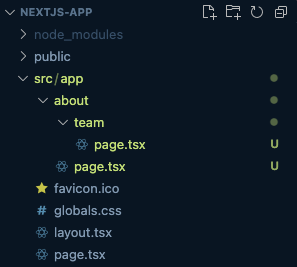 NEXTJS-APP
node_modules
public
src/app
about
team
page.tsx U
page.tsx U
favicon.ico
# globals.css
layout.tsx
page.tsx